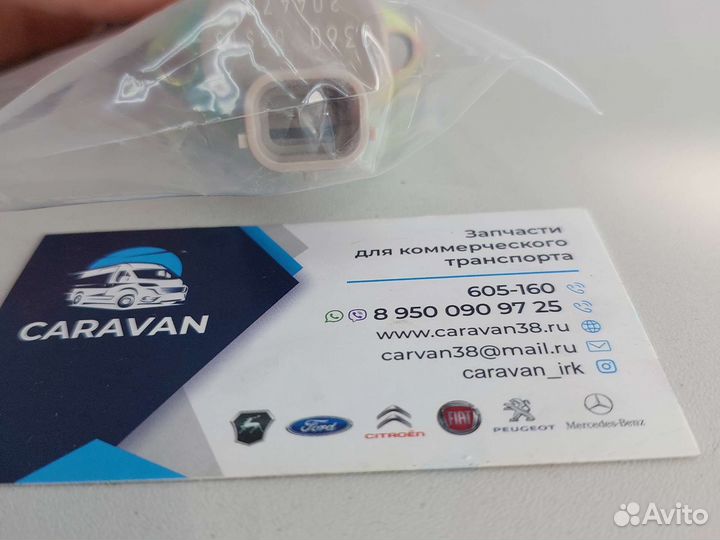 360
CARAVAN
Запчасти
для коммерческого
транспорта
605-160
8 950 090 97 25
www.caravan38.ru
carvan38@mail.ru
caravan_irk
Ford
CITROËN
FIAT
PEUGEOT
Mercedes-Benz
Avito